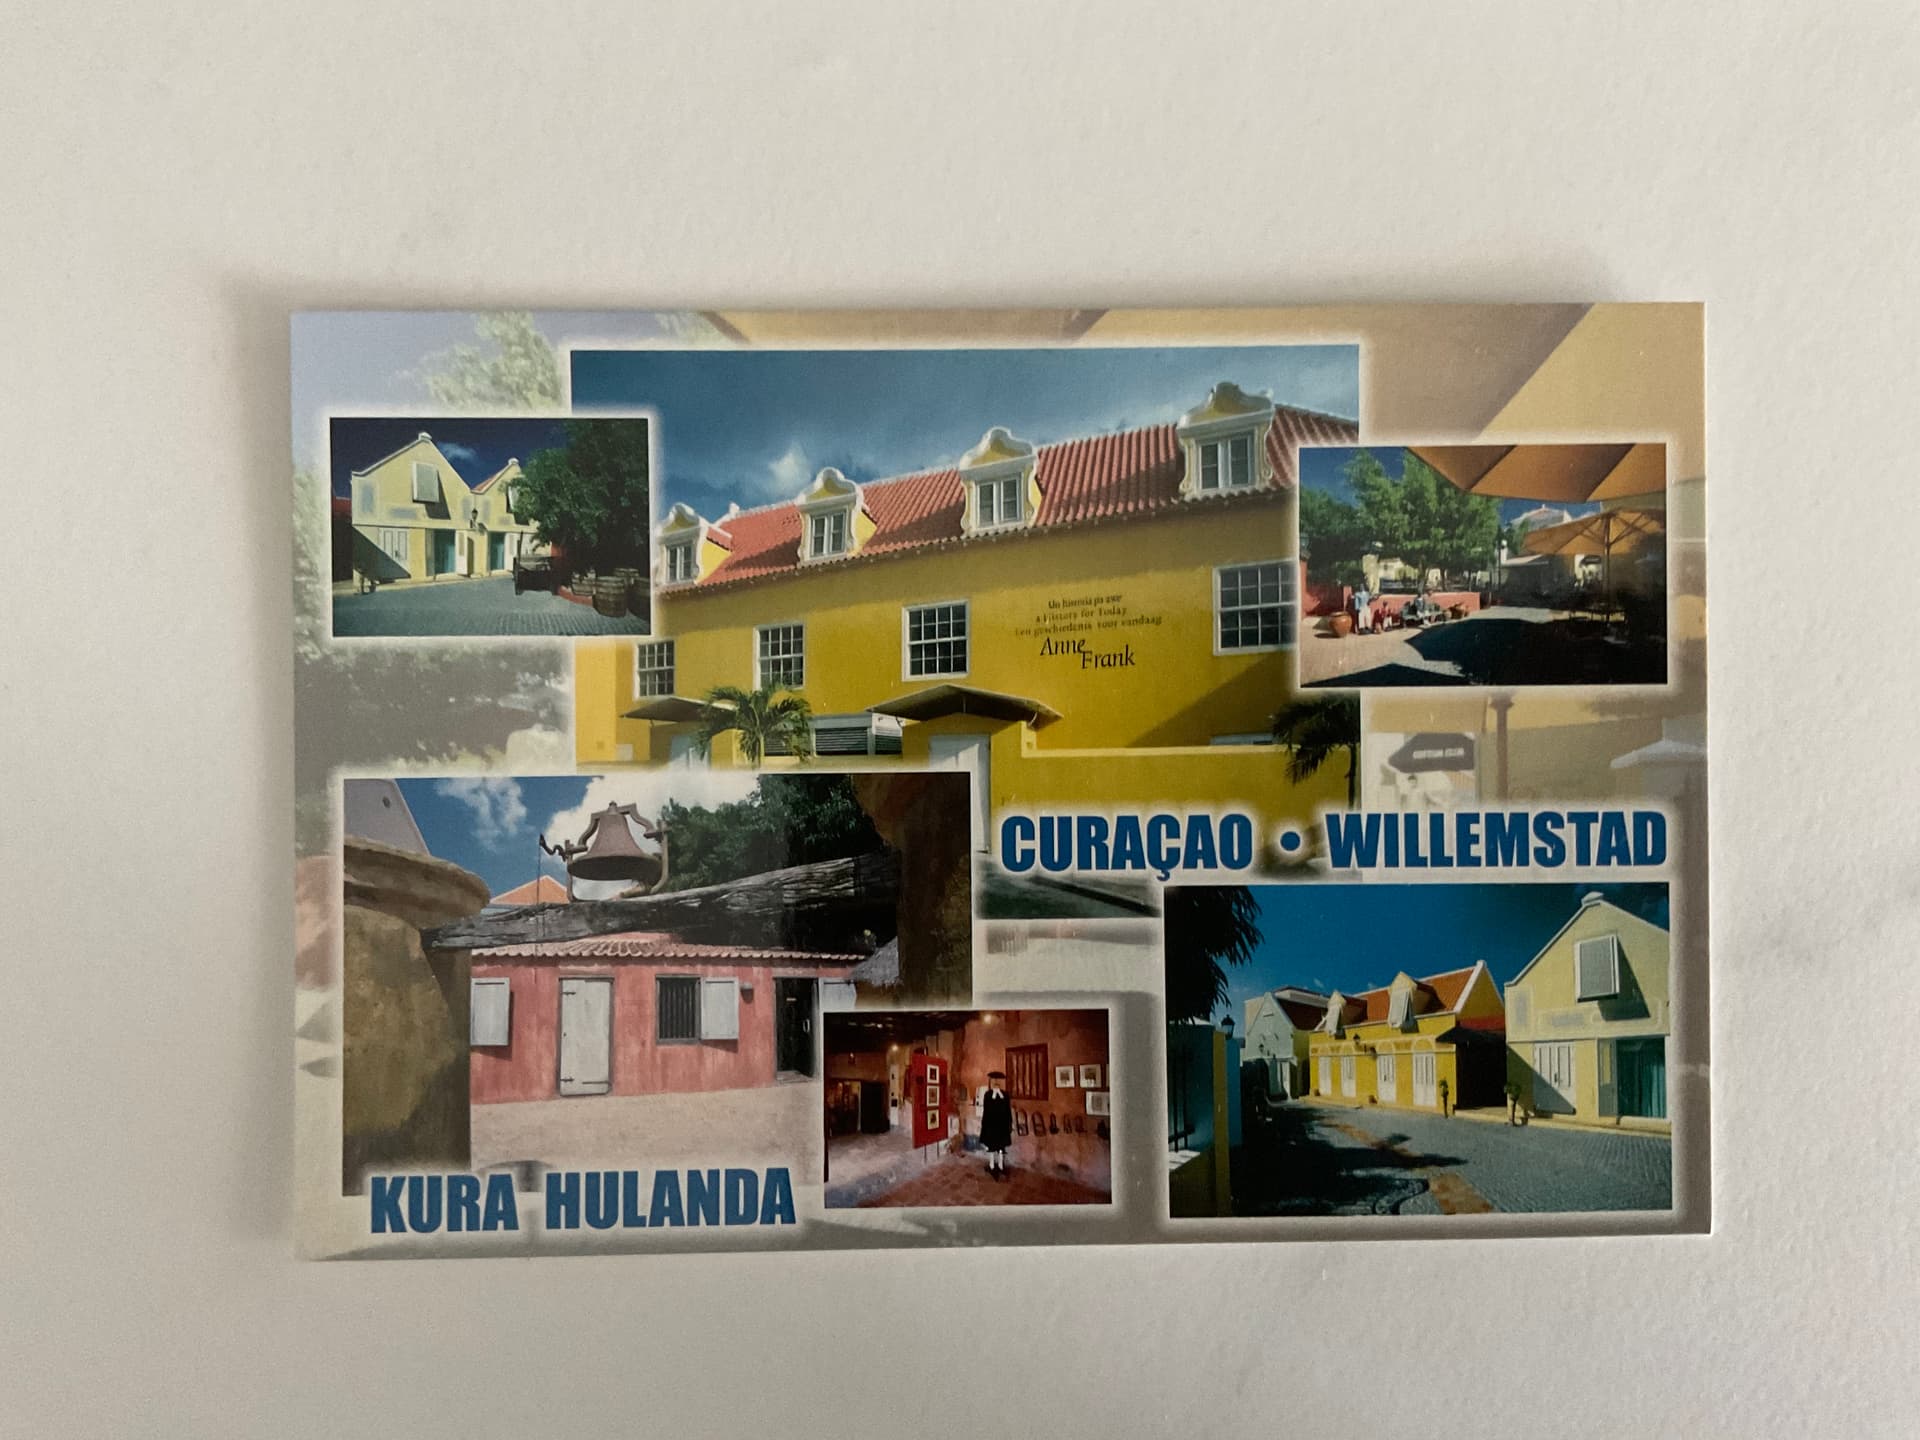 Un historia pa awe
A History for Today
Een geschiedenis voor vandaag
Anne
Frank
CURAÇAO • WILLEMSTAD
KURA HULANDA